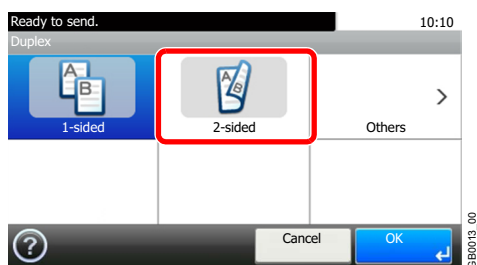 Ready to send. 10:10
Duplex
A B A B
1-sided 2-sided Others
? Cancel OK
GB0013_00